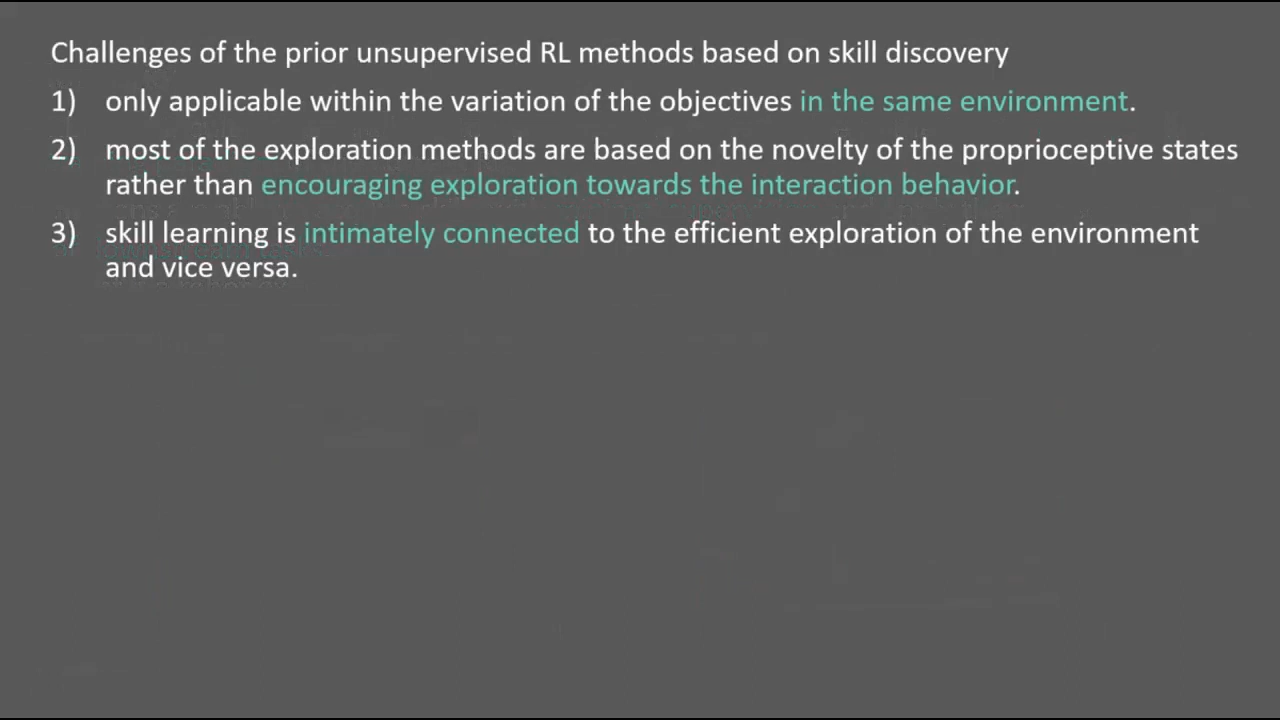 Challenges of the prior unsupervised RL methods based on skill discovery
1) only applicable within the variation of the objectives in the same environment.
2) most of the exploration methods are based on the novelty of the proprioceptive states
rather than encouraging exploration towards the interaction behavior.
3) skill learning is intimately connected to the efficient exploration of the environment
and vice versa.